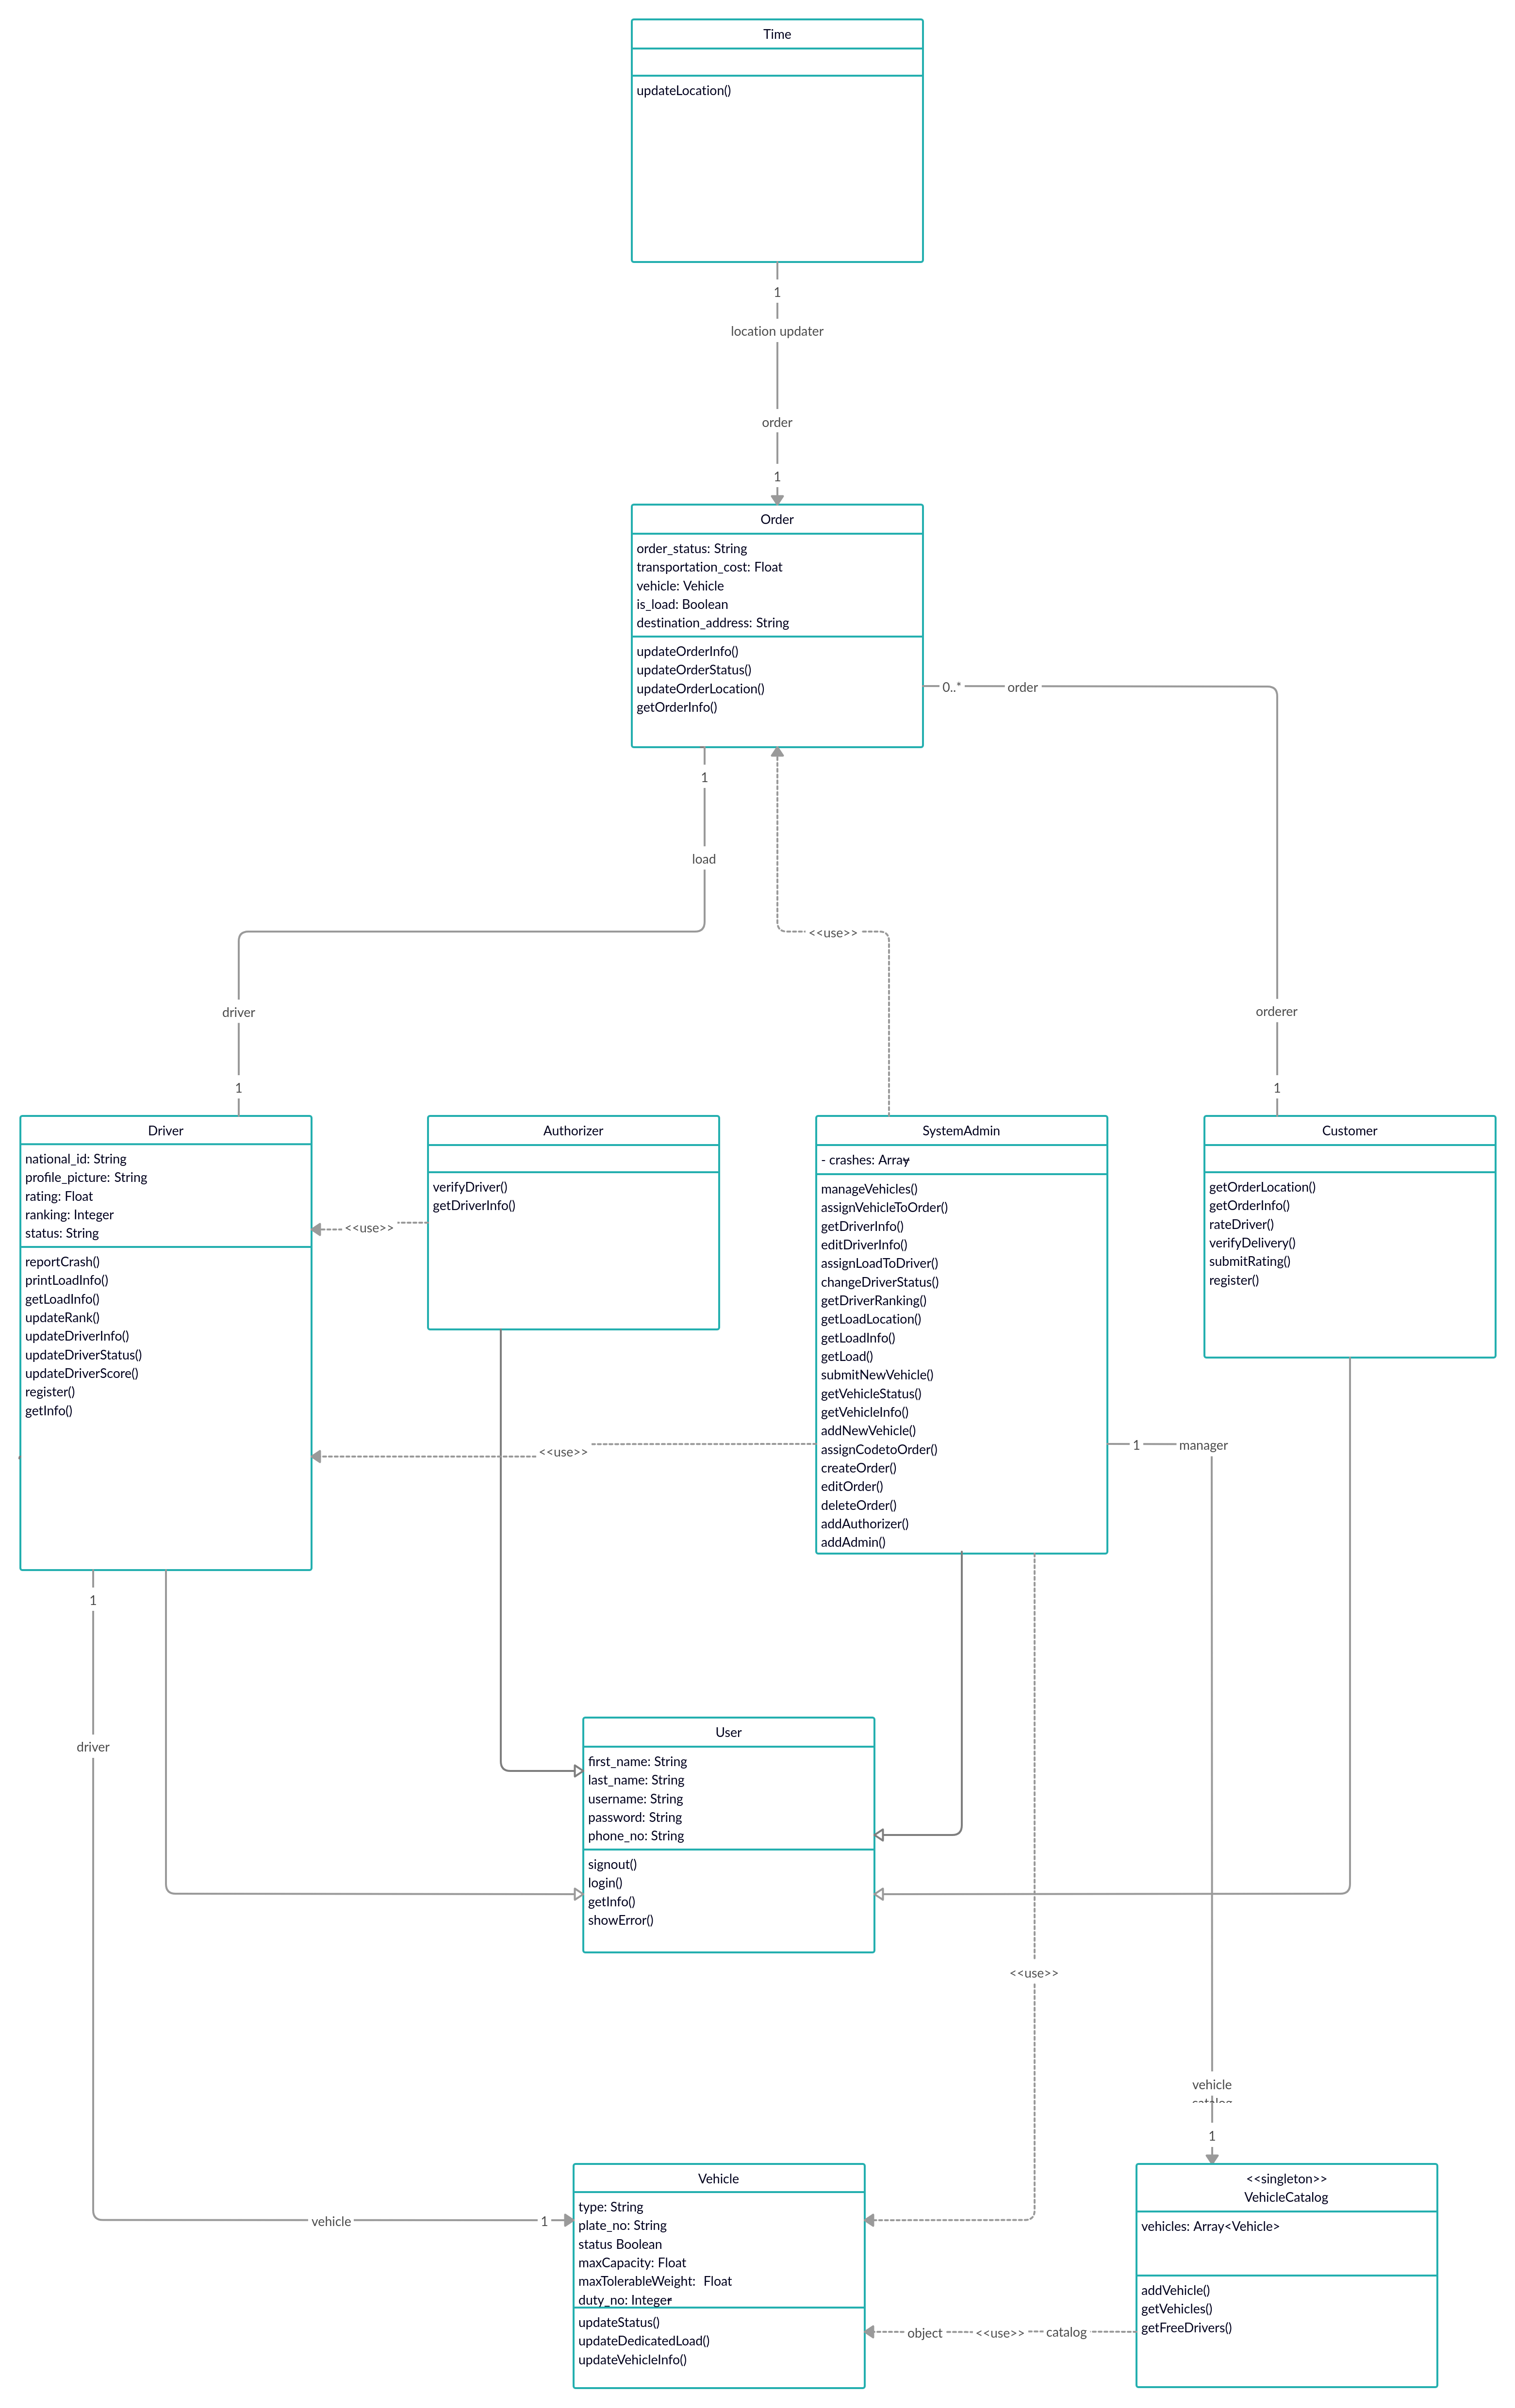 Time
updateLocation()
1
location updater
order
1
Order
order_status: String
transportation_cost: Float
vehicle: Vehicle
is_load: Boolean
destination_address: String
updateOrderInfo()
updateOrderStatus()
updateOrderLocation()
getOrderInfo()
0..*
order
1
load
<<use>>
driver
orderer
1
1
Driver
national_id: String
profile_picture: String
rating: Float
ranking: Integer
status: String
reportCrash()
printLoadInfo()
getLoadInfo()
updateRank()
updateDriverInfo()
updateDriverStatus()
updateDriverScore()
register()
getInfo()
<<use>>
Authorizer
verifyDriver()
getDriverInfo()
<<use>>
SystemAdmin
- crashes: Array
manageVehicles()
assignVehicleToOrder()
getDriverInfo()
editDriverInfo()
assignLoadToDriver()
changeDriverStatus()
getDriverRanking()
getLoadLocation()
getLoadInfo()
getLoad()
submitNewVehicle()
getVehicleStatus()
getVehicleInfo()
addNewVehicle()
assignCodetoOrder()
createOrder()
editOrder()
deleteOrder()
addAuthorizer()
addAdmin()
Customer
getOrderLocation()
getOrderInfo()
rateDriver()
verifyDelivery()
submitRating()
register()
1
manager
1
driver
User
first_name: String
last_name: String
username: String
password: String
phone_no: String
signout()
login()
getInfo()
showError()
<<use>>
vehicle
catalog
1
vehicle
1
Vehicle
type: String
plate_no: String
status Boolean
maxCapacity: Float
maxTolerableWeight: Float
duty_no: Integer
updateStatus()
updateDedicatedLoad()
updateVehicleInfo()
object
<<use>>
catalog
<<singleton>>
VehicleCatalog
vehicles: Array<Vehicle>
addVehicle()
getVehicles()
getFreeDrivers()